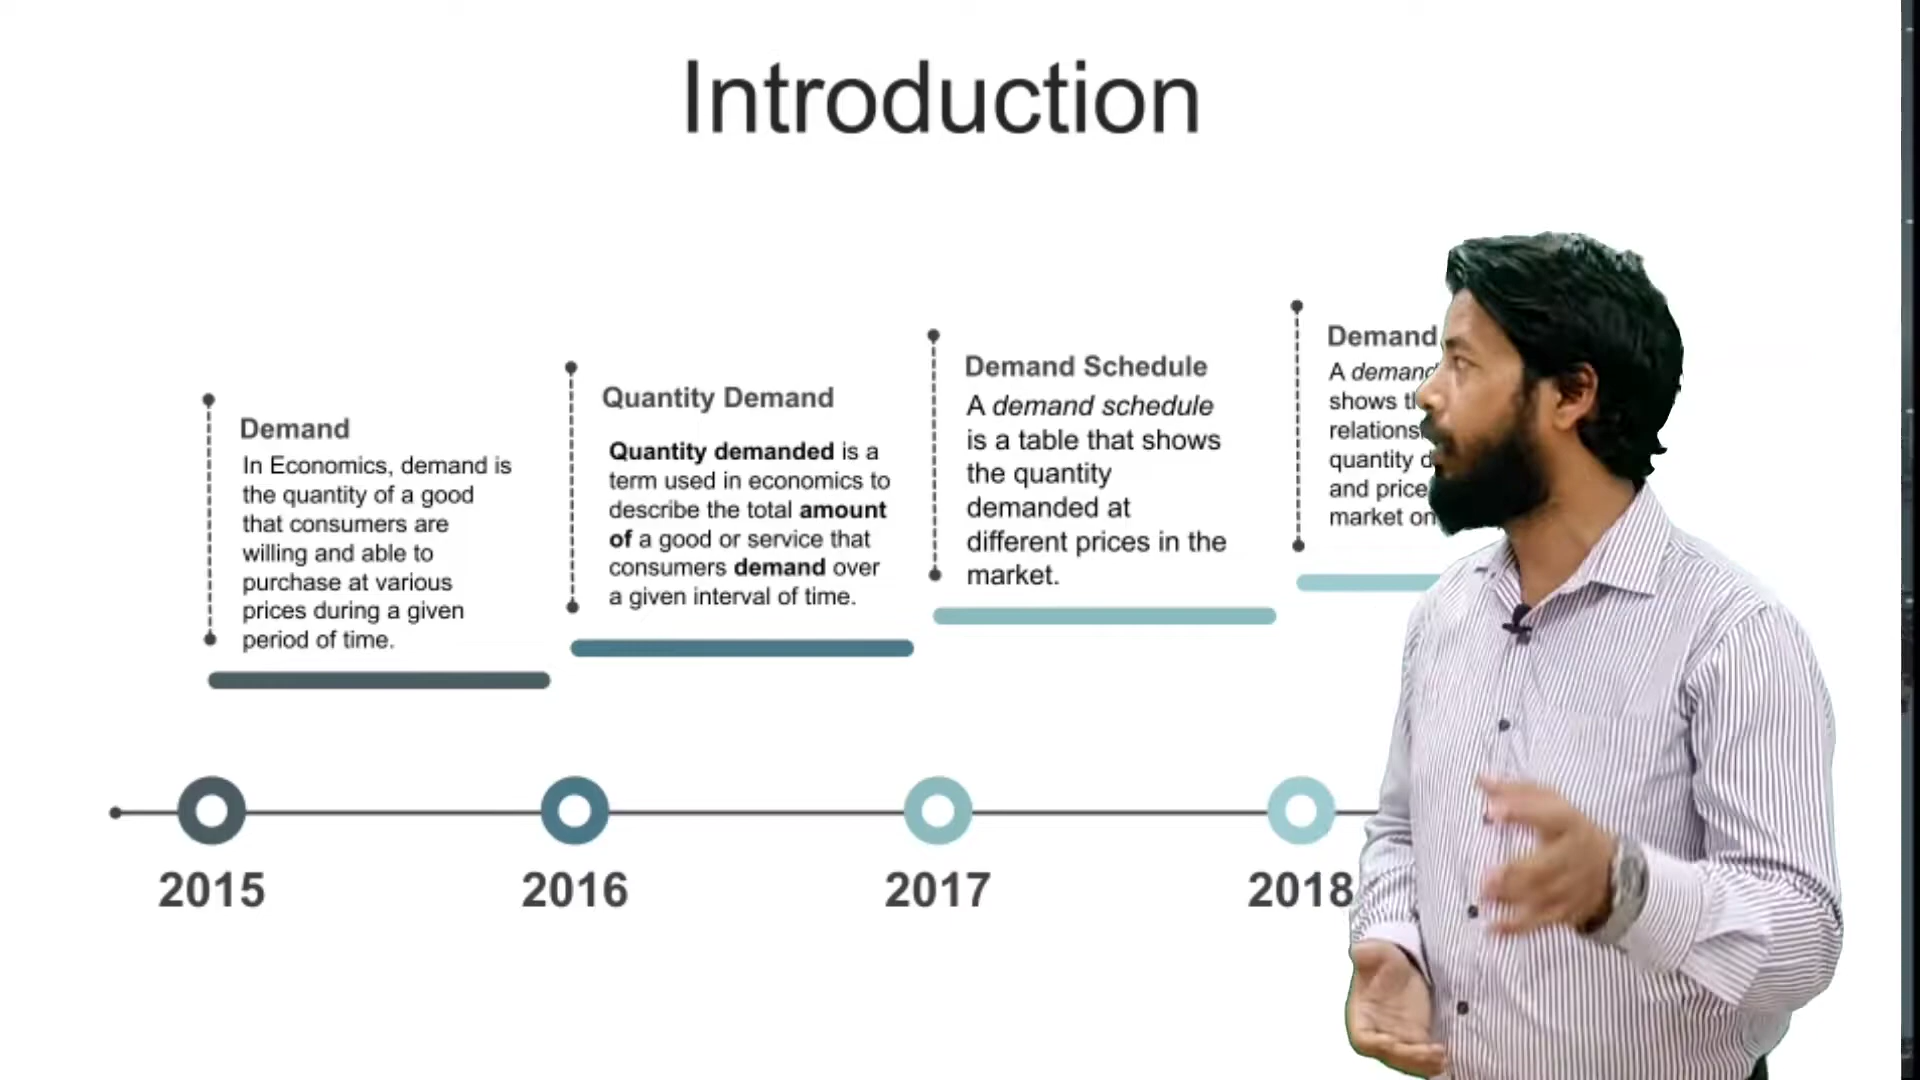 Introduction
Demand
In Economics, demand is
the quantity of a good
that consumers are
willing and able to
purchase at various
prices during a given
period of time.
Quantity Demand
Quantity demanded is a
term used in economics to
describe the total amount
of a good or service that
consumers demand over
a given interval of time.
Demand Schedule
A demand schedule
is a table that shows
the quantity
demanded at
different prices in the
market.
Demand
A demand
shows
quantity
and price
market on
2015
2016
2017
2018